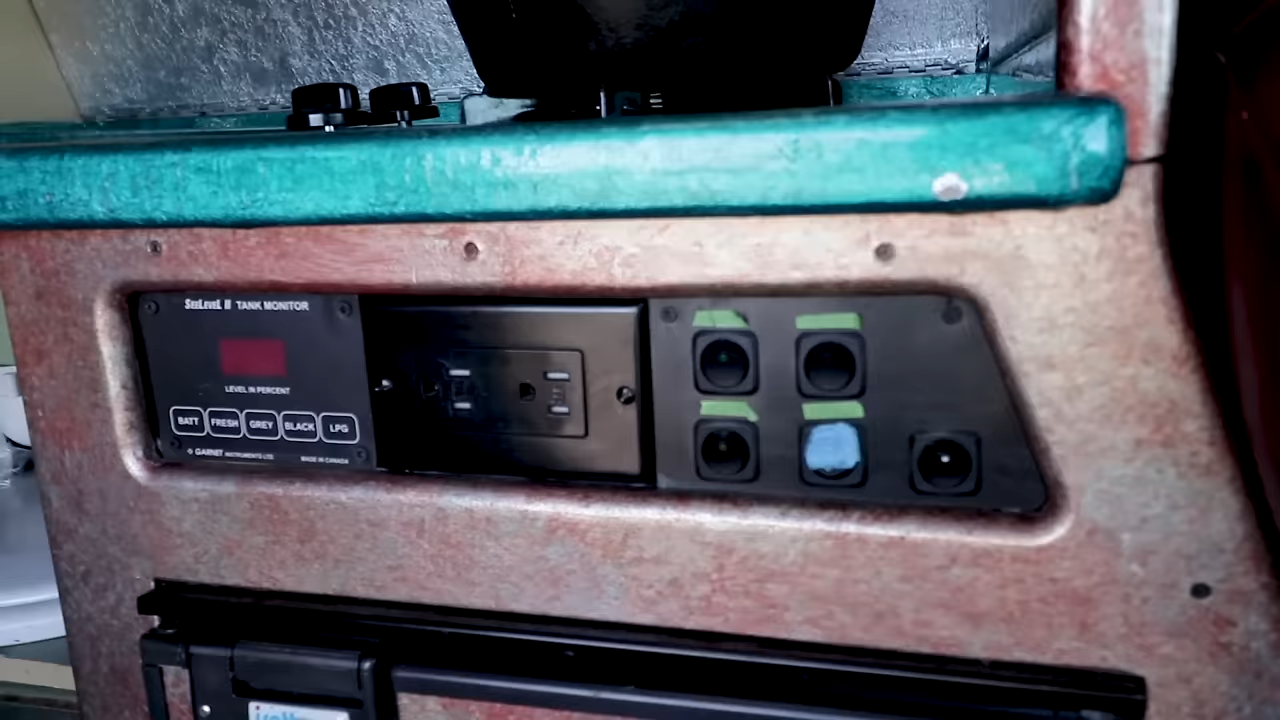 SEELEVEL II TANK MONITOR
LEVEL IN PERCENT
BATT FRESH GREY BLACK LPG
GARNET INSTRUMENTS LTD MADE IN CANADA